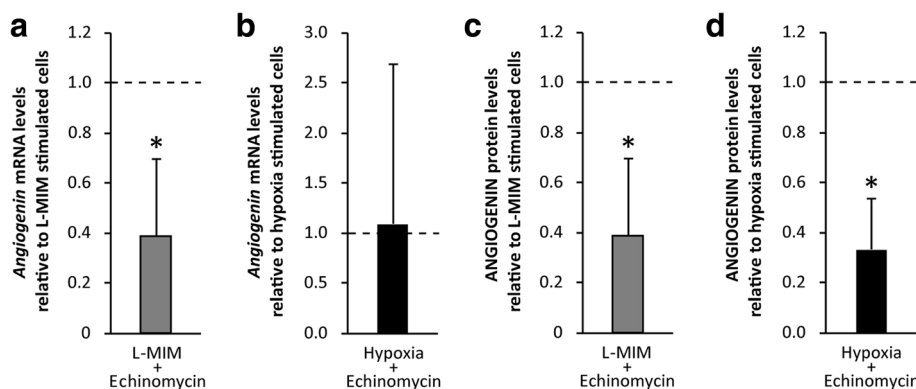 a
Angiogenin mRNA levels
relative to L-MIM stimulated cells
1.2
1.0
0.8
0.6
0.4
0.2
0
*
L-MIM
+
Echinomycin
b
Angiogenin mRNA levels
relative to hypoxia stimulated cells
3.0
2.5
2.0
1.5
1.0
0.5
0.0
Hypoxia
+
Echinomycin
c
ANGIOGENIN protein levels
relative to L-MIM stimulated cells
1.2
1.0
0.8
0.6
0.4
0.2
0
*
L-MIM
+
Echinomycin
d
ANGIOGENIN protein levels
relative to hypoxia stimulated cells
1.2
1.0
0.8
0.6
0.4
0.2
0.0
*
Hypoxia
+
Echinomycin